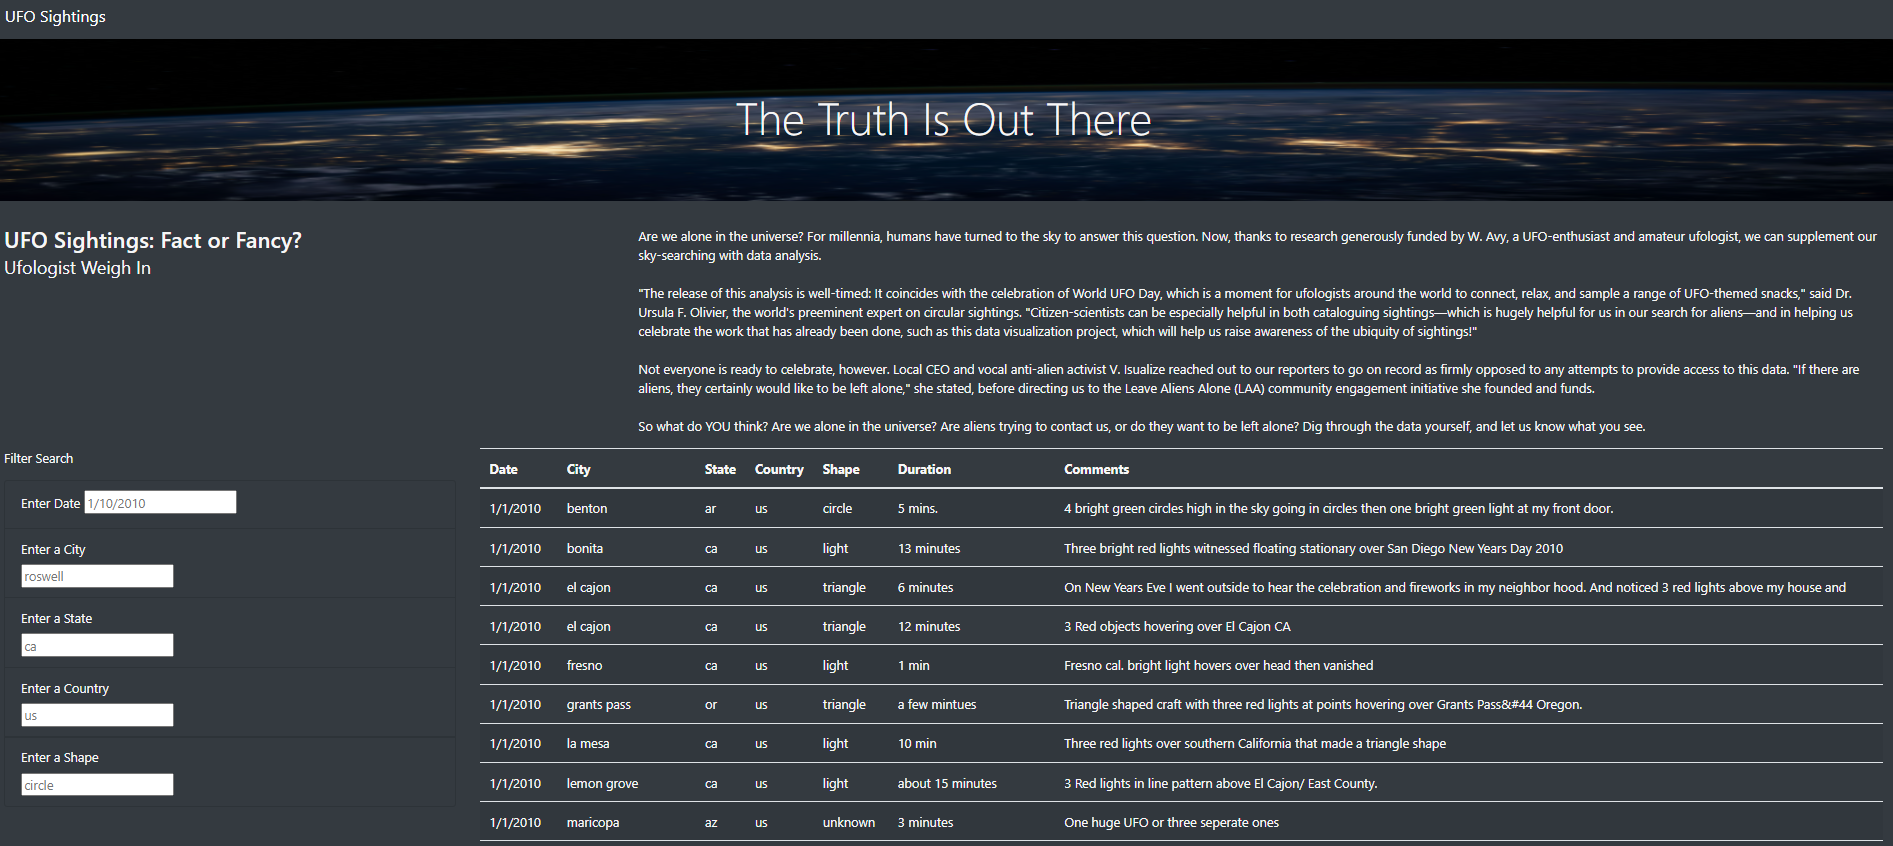 UFO Sightings
The Truth Is Out There
UFO Sightings: Fact or Fancy?
Ufologist Weigh In
Are we alone in the universe? For millennia, humans have turned to the sky to answer this question. Now, thanks to research generously funded by W. Avy, a UFO-enthusiast and amateur ufologist, we can supplement our
sky-searching with data analysis.
"The release of this analysis is well-timed: It coincides with the celebration of World UFO Day, which is a moment for ufologists around the world to connect, relax, and sample a range of UFO-themed snacks," said Dr.
Ursula F. Olivier, the world's preeminent expert on circular sightings. "Citizen-scientists can be especially helpful in both cataloguing sightings—which is hugely helpful for us in our search for aliens—and in helping us
celebrate the work that has already been done, such as this data visualization project, which will help us raise awareness of the ubiquity of sightings!"
Not everyone is ready to celebrate, however. Local CEO and vocal anti-alien activist V. Isualize reached out to our reporters to go on record as firmly opposed to any attempts to provide access to this data. "If there are
aliens, they certainly would like to be left alone," she stated, before directing us to the Leave Aliens Alone (LAA) community engagement initiative she founded and funds.
So what do YOU think? Are we alone in the universe? Are aliens trying to contact us, or do they want to be left alone? Dig through the data yourself, and let us know what you see.
Filter Search
Enter Date 1/10/2010
Enter a City
roswell
Enter a State
ca
Enter a Country
us
Enter a Shape
circle
Date City State Country Shape Duration Comments
1/1/2010 benton ar us circle 5 mins. 4 bright green circles high in the sky going in circles then one bright green light at my front door.
1/1/2010 bonita ca us light 13 minutes Three bright red lights witnessed floating stationary over San Diego New Years Day 2010
1/1/2010 el cajon ca us triangle 6 minutes On New Years Eve I went outside to hear the celebration and fireworks in my neighbor hood. And noticed 3 red lights above my house and
1/1/2010 el cajon ca us triangle 12 minutes 3 Red objects hovering over El Cajon CA
1/1/2010 fresno ca us light 1 min Fresno cal. bright light hovers over head then vanished
1/1/2010 grants pass or us triangle a few mintues Triangle shaped craft with three red lights at points hovering over Grants Pass&#44 Oregon.
1/1/2010 la mesa ca us light 10 min Three red lights over southern California that made a triangle shape
1/1/2010 lemon grove ca us light about 15 minutes 3 Red lights in line pattern above El Cajon/ East County.
1/1/2010 maricopa az us unknown 3 minutes One huge UFO or three seperate ones